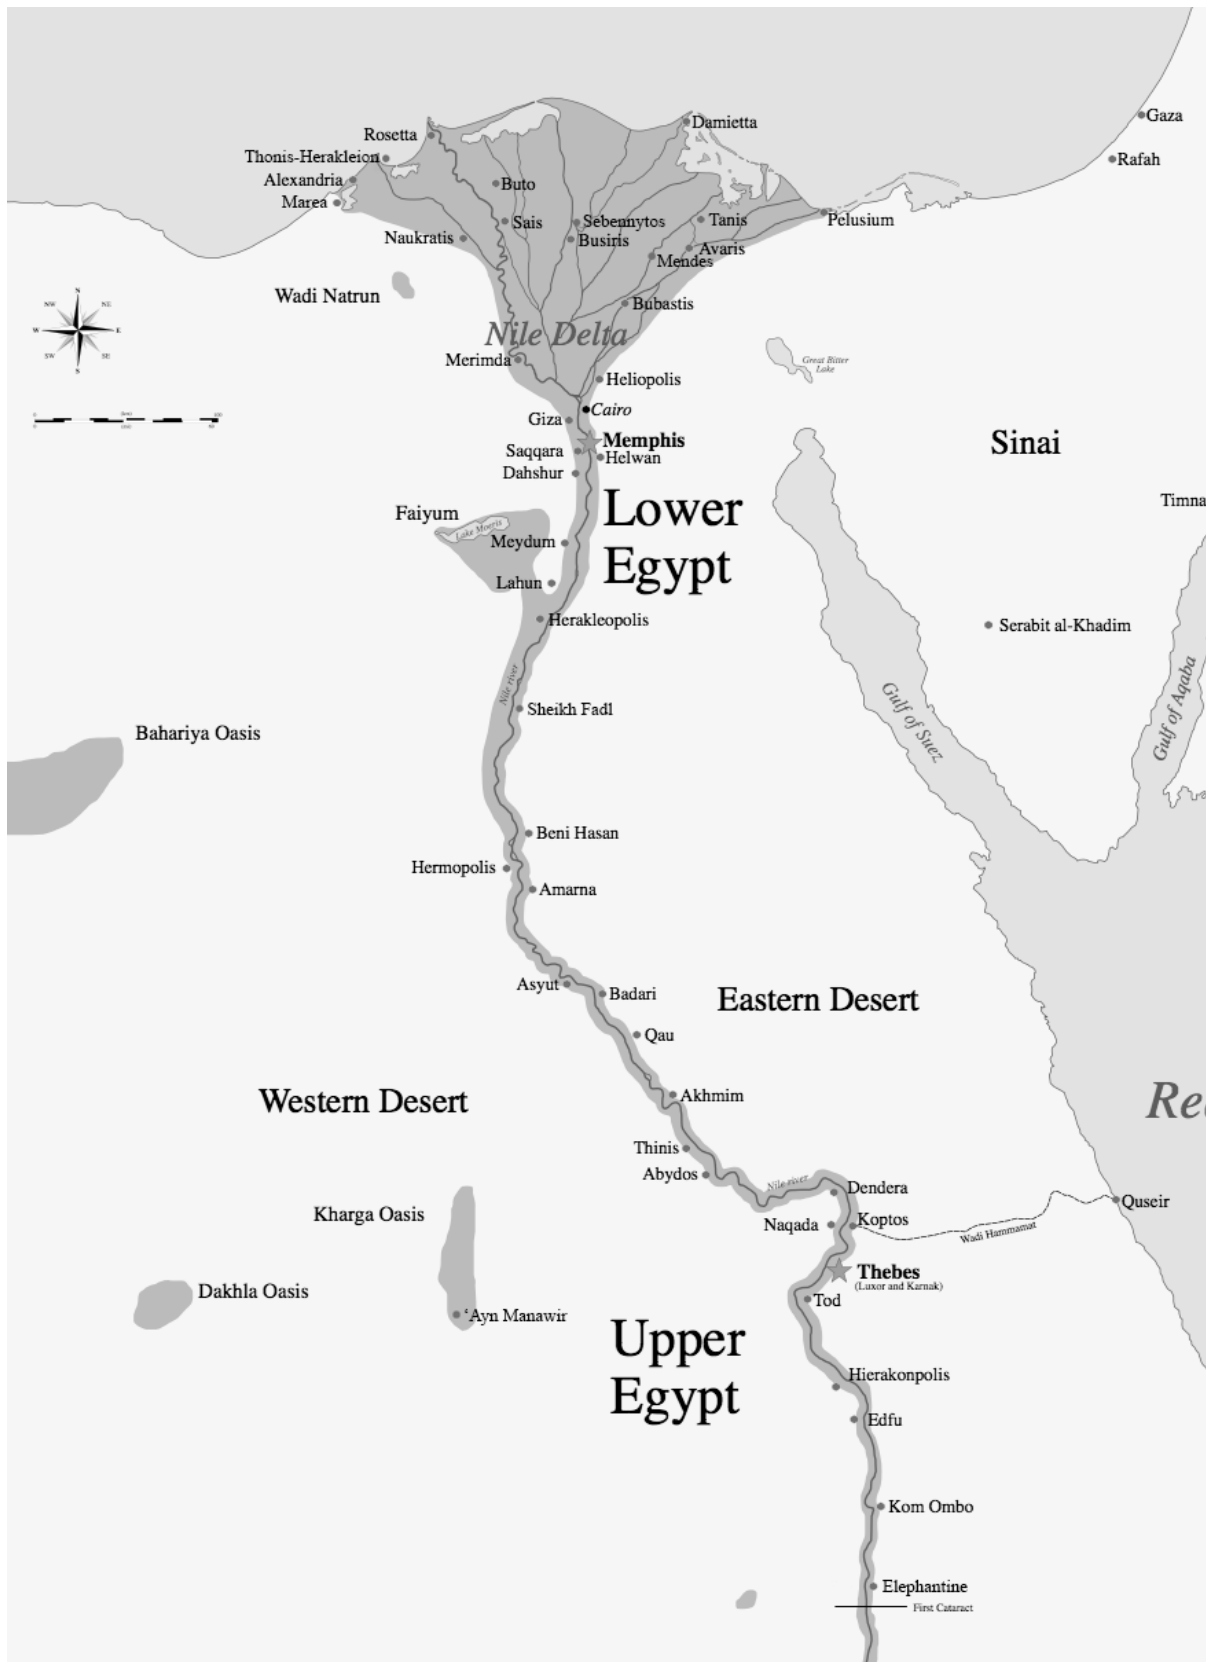 Gaza
Damietta
Rosetta
Thonis-Herakleion
Rafah
Alexandria
Buto
Marea
Sais
Sebennytos
Tanis
Pelusium
Naukratis
Busiris
Avaris
Mendes
Wadi Natrun
Bubastis
N
NW
NE
W
E
SW
SE
S
Nile Delta
Merimda
Great Bitter
Lake
Heliopolis
Cairo
Giza
Memphis
Saqqara
Helwan
Sinai
Dahshur
Timna
Faiyum
Lake Moeris
Lower
Egypt
Meydum
Lahun
Herakleopolis
Serabit al-Khadim
Nile river
Sheikh Fadl
Gulf of Suez
Gulf of Aqaba
Bahariya Oasis
Beni Hasan
Hermopolis
Amarna
Asyut
Badari
Eastern Desert
Qau
Western Desert
Akhmim
Re
Thinis
Abydos
Nile river
Dendera
Quseir
Kharga Oasis
Naqada
Koptos
Wadi Hammamat
Thebes
(Luxor and Karnak)
Dakhla Oasis
Tod
‘Ayn Manawir
Upper
Egypt
Hierakonpolis
Edfu
Kom Ombo
Elephantine
First Cataract